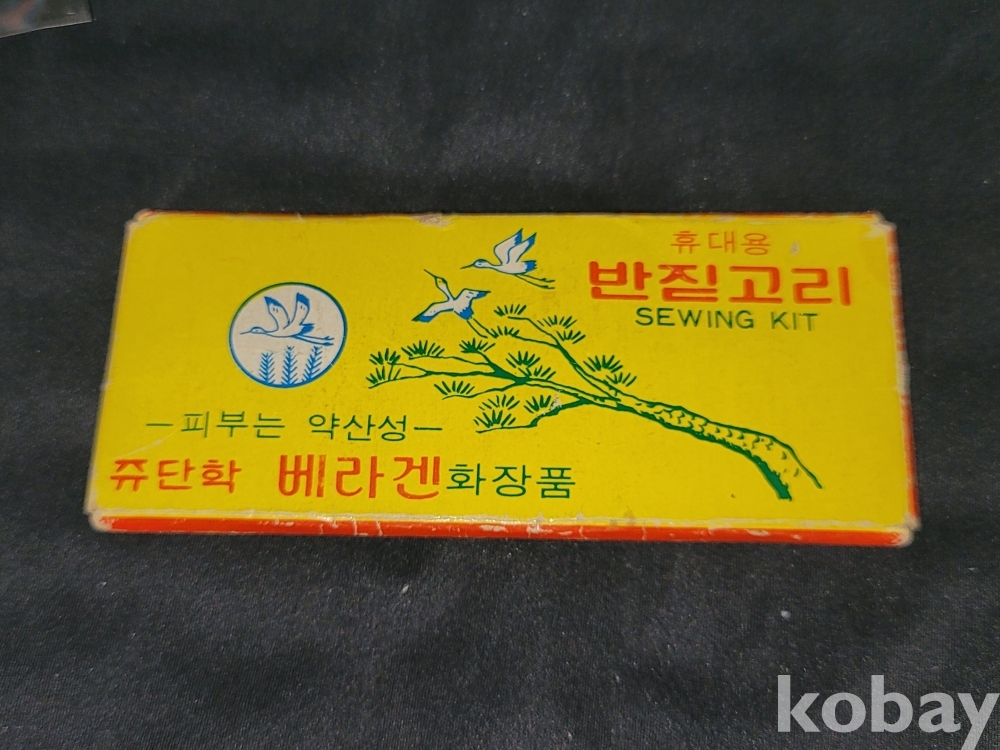 휴대용
반짇고리
SEWING KIT
―피부는 약산성―
쥬단학 베라겐화장품
kobay